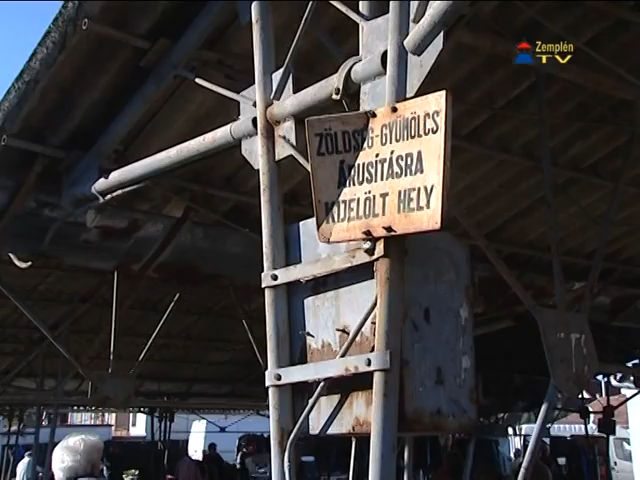 Zemplén
TV
ZÖLDSÉG-GYÜMÖLCS
ÁRUSÍTÁSRA
KIJELÖLT HELY